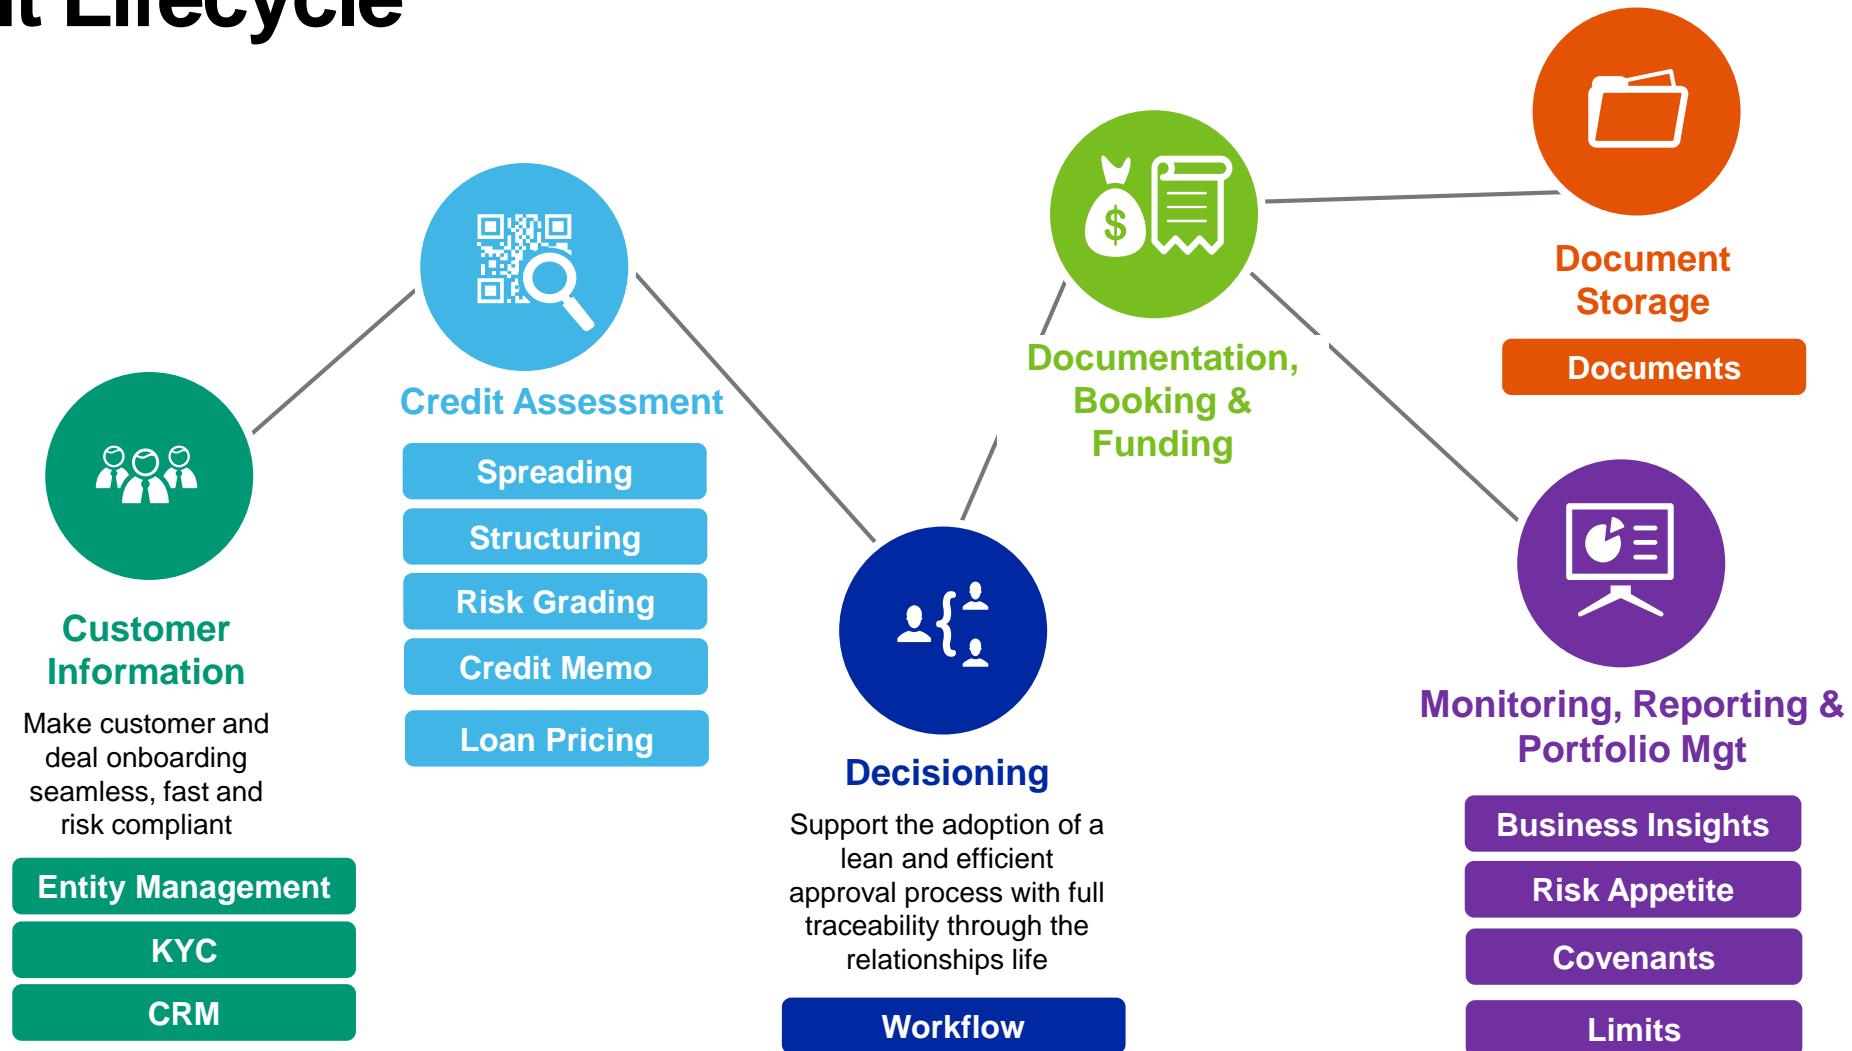 it Lifecycle
Customer
Information
Make customer and
deal onboarding
seamless, fast and
risk compliant
Entity Management
KYC
CRM
Credit Assessment
Spreading
Structuring
Risk Grading
Credit Memo
Loan Pricing
Decisioning
Support the adoption of a
lean and efficient
approval process with full
traceability through the
relationships life
Workflow
$
Documentation,
Booking &
Funding
Document
Storage
Documents
Monitoring, Reporting &
Portfolio Mgt
Business Insights
Risk Appetite
Covenants
Limits